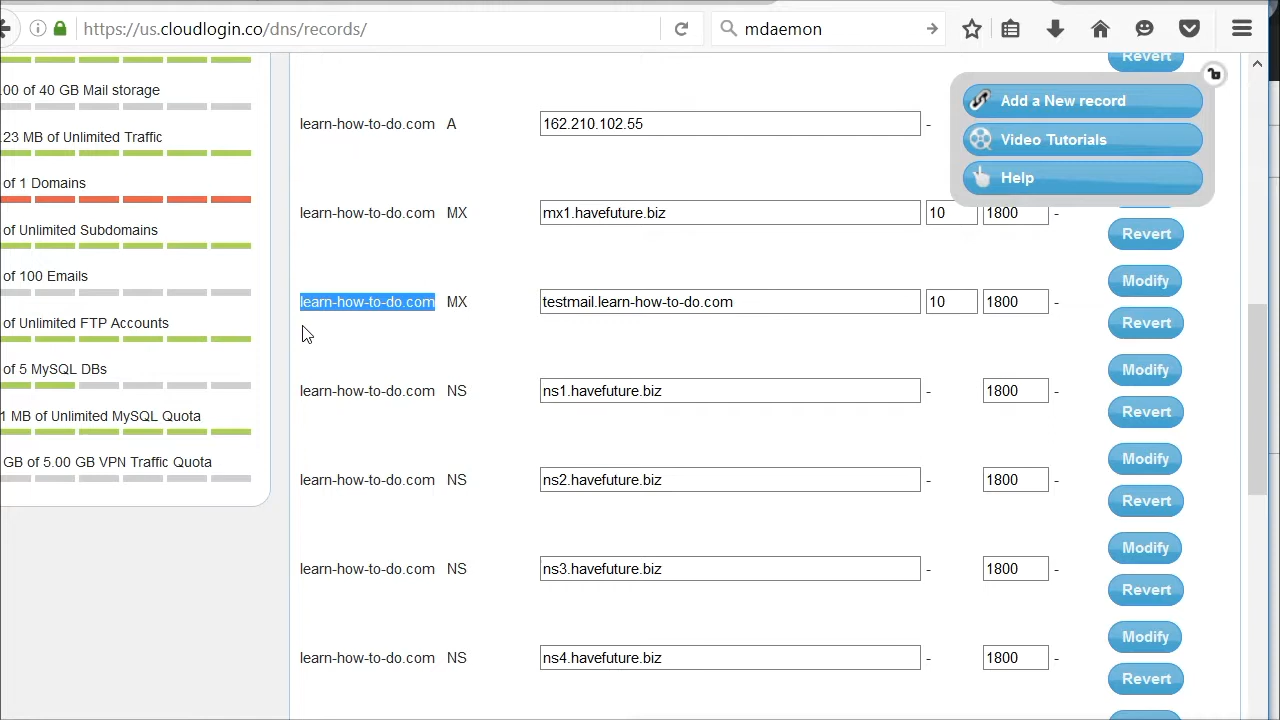 https://us.cloudlogin.co/dns/records/
mdaemon
.00 of 40 GB Mail storage
.23 MB of Unlimited Traffic
of 1 Domains
of Unlimited Subdomains
of 100 Emails
of Unlimited FTP Accounts
of 5 MySQL DBs
1 MB of Unlimited MySQL Quota
GB of 5.00 GB VPN Traffic Quota
Revert
Add a New record
Video Tutorials
Help
learn-how-to-do.com A 162.210.102.55 -
learn-how-to-do.com MX mx1.havefuture.biz 10 1800 -
Revert
Modify
learn-how-to-do.com MX testmail.learn-how-to-do.com 10 1800 -
Revert
Modify
learn-how-to-do.com NS ns1.havefuture.biz - 1800 -
Revert
Modify
learn-how-to-do.com NS ns2.havefuture.biz - 1800 -
Revert
Modify
learn-how-to-do.com NS ns3.havefuture.biz - 1800 -
Revert
Modify
learn-how-to-do.com NS ns4.havefuture.biz - 1800 -
Revert